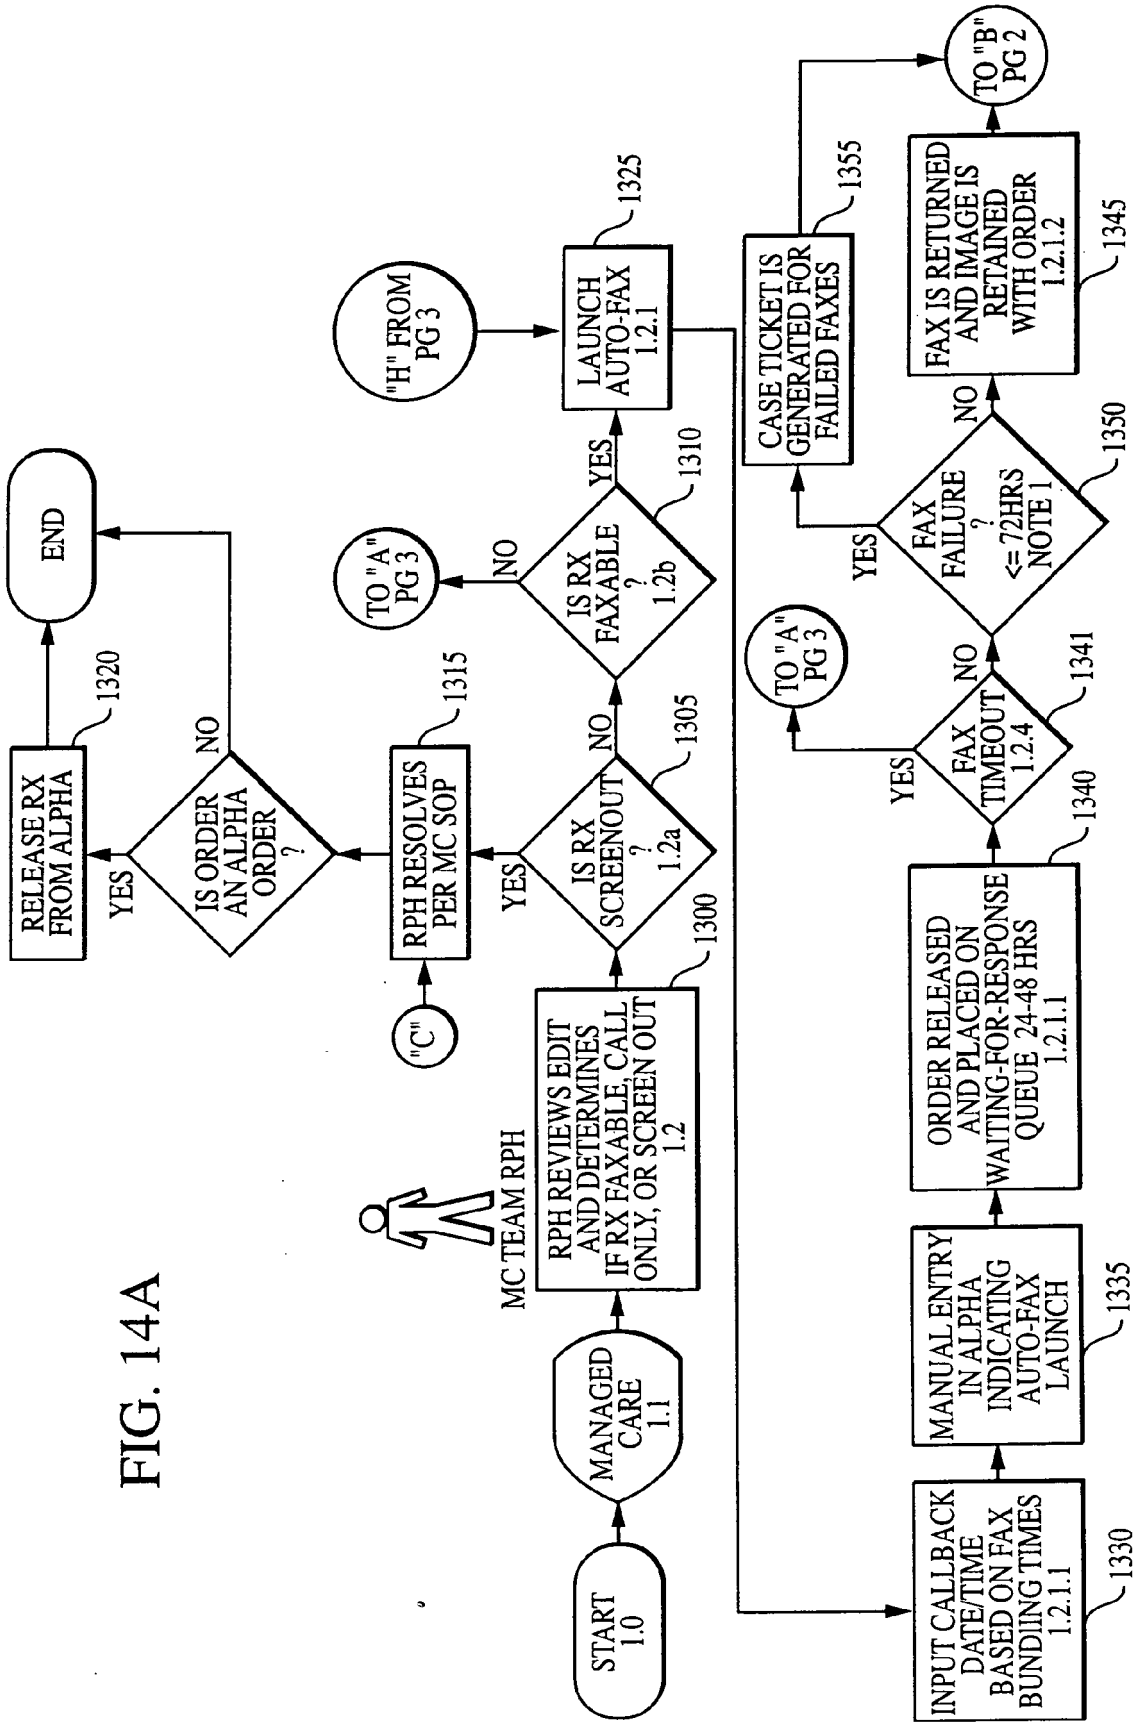 FIG. 14A
START
1.0
MANAGED
CARE
1.1
MC TEAM RPH
RPH REVIEWS EDIT
AND DETERMINES
IF RX FAXABLE, CALL
ONLY, OR SCREEN OUT
1.2
1300
IS RX
SCREENOUT
?
1.2a
1305
YES
NO
"C"
RPH RESOLVES
PER MC SOP
1315
IS ORDER
AN ALPHA
ORDER
?
YES
NO
RELEASE RX
FROM ALPHA
1320
END
IS RX
FAXABLE
?
1.2b
1310
NO
YES
TO "A"
PG 3
"H" FROM
PG 3
LAUNCH
AUTO-FAX
1.2.1
1325
INPUT CALLBACK
DATE/TIME
BASED ON FAX
BUNDIING TIMES
1.2.1.1
1330
MANUAL ENTRY
IN ALPHA
INDICATING
AUTO-FAX
LAUNCH
1335
ORDER RELEASED
AND PLACED ON
WAITING-FOR-RESPONSE
QUEUE 24-48 HRS
1.2.1.1
1340
FAX
TIMEOUT
1.2.4
1341
YES
NO
TO "A"
PG 3
FAX
FAILURE
?
<= 72HRS
NOTE 1
1350
YES
NO
CASE TICKET IS
GENERATED FOR
FAILED FAXES
1355
FAX IS RETURNED
AND IMAGE IS
RETAINED
WITH ORDER
1.2.1.2
1345
TO "B"
PG 2